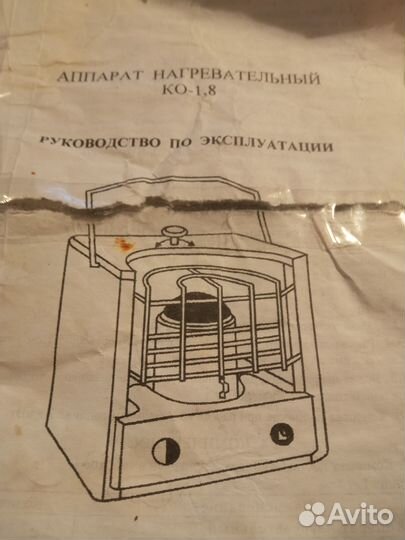 АППАРАТ НАГРЕВАТЕЛЬНЫЙ
КО-1,8
РУКОВОДСТВО ПО ЭКСПЛУАТАЦИИ
Avito